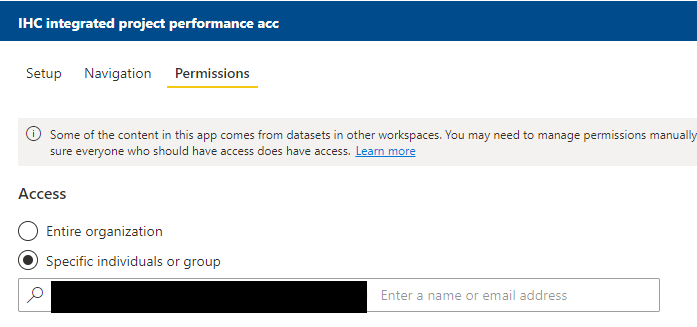 IHC integrated project performance acc
Setup Navigation Permissions
Some of the content in this app comes from datasets in other workspaces. You may need to manage permissions manually
sure everyone who should have access does have access. Learn more
Access
Entire organization
Specific individuals or group
Enter a name or email address